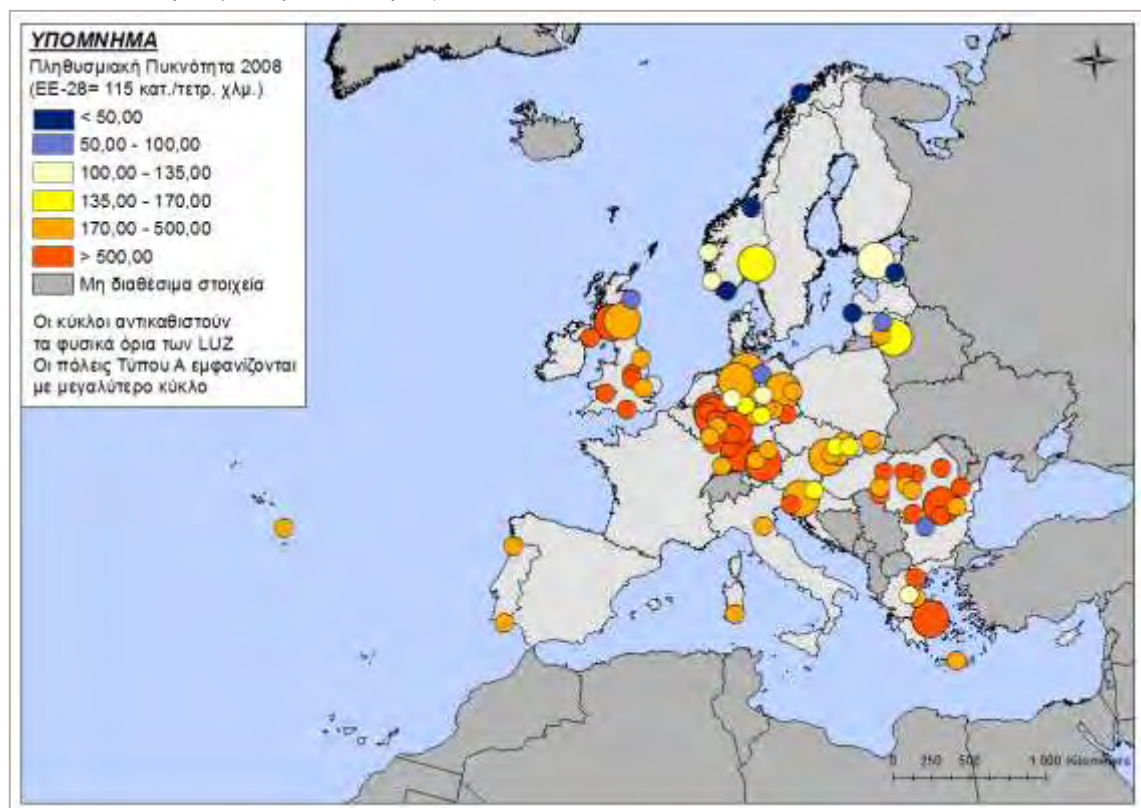 ΥΠΟΜΝΗΜΑ
Πληθυσμιακή Πυκνότητα 2008
(ΕΕ-28= 115 κατ./τετρ. χλμ.)
< 50,00
50,00 - 100,00
100,00 - 135,00
135,00 - 170,00
170,00 - 500,00
> 500,00
Μη διαθέσιμα στοιχεία
Οι κύκλοι αντικαθιστούν
τα φυσικά όρια των LUZ
Οι πόλεις Τύπου Α εμφανίζονται
με μεγαλύτερο κύκλο
0 250 500 1 000 Kilometers